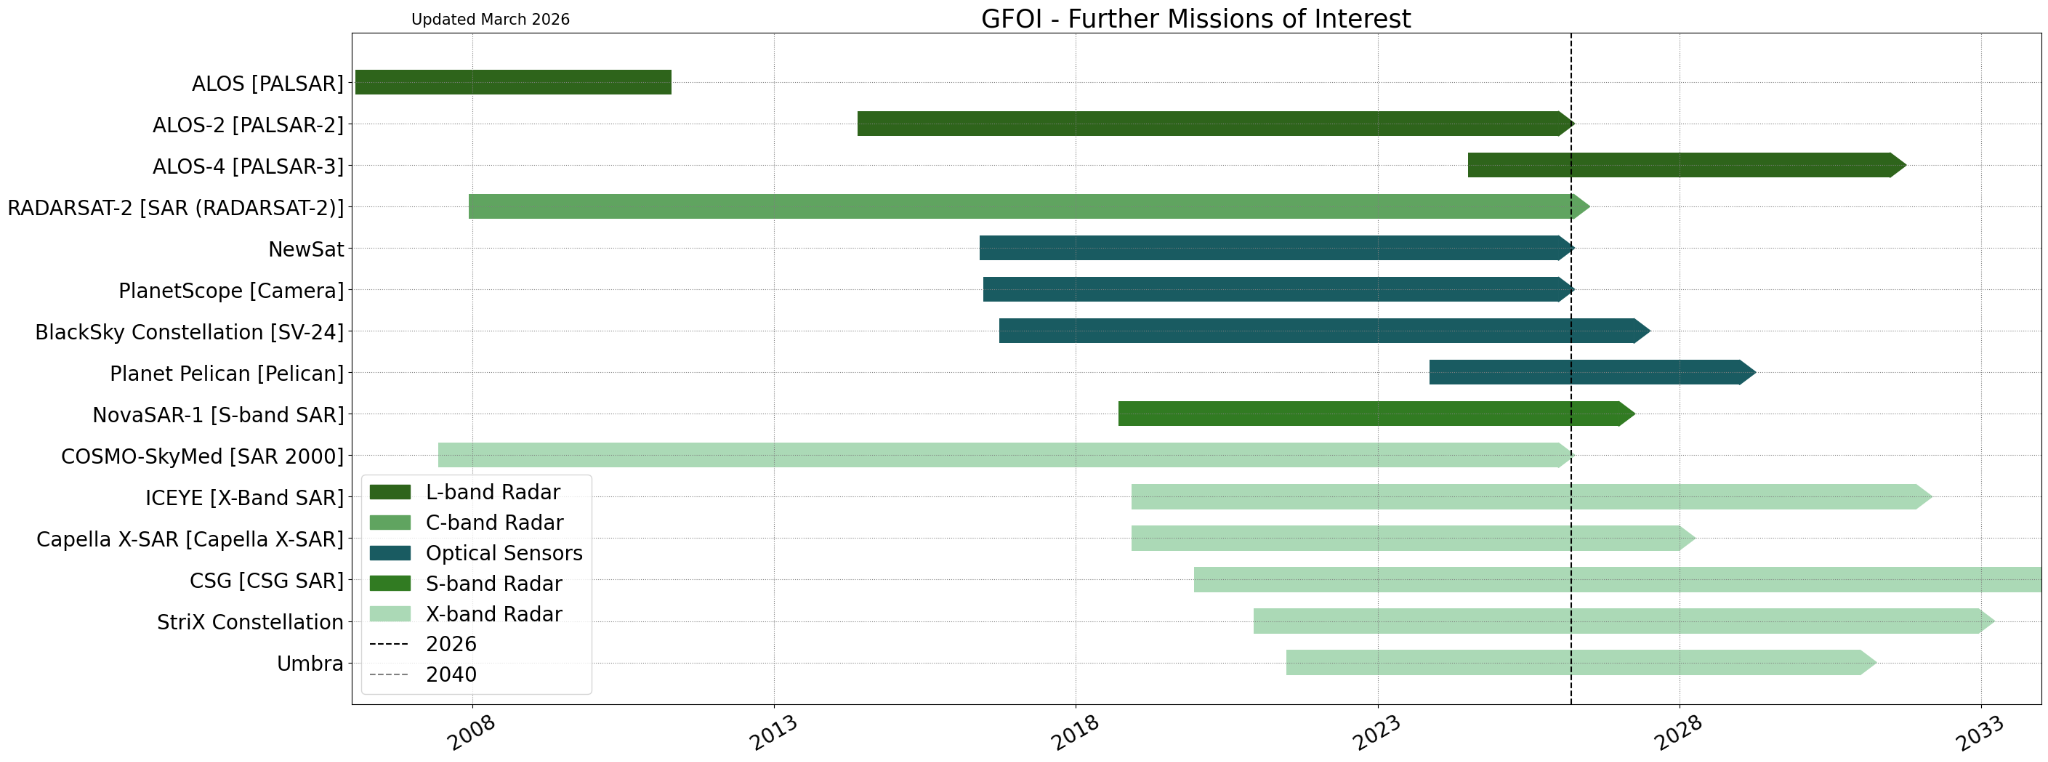 Updated March 2026
GFOI - Further Missions of Interest
ALOS [PALSAR]
ALOS-2 [PALSAR-2]
ALOS-4 [PALSAR-3]
RADARSAT-2 [SAR (RADARSAT-2)]
NewSat
PlanetScope [Camera]
BlackSky Constellation [SV-24]
Planet Pelican [Pelican]
NovaSAR-1 [S-band SAR]
COSMO-SkyMed [SAR 2000]
ICEYE [X-Band SAR]
Capella X-SAR [Capella X-SAR]
CSG [CSG SAR]
StriX Constellation
Umbra
L-band Radar
C-band Radar
Optical Sensors
S-band Radar
X-band Radar
2026
2040
2008
2013
2018
2023
2028
2033